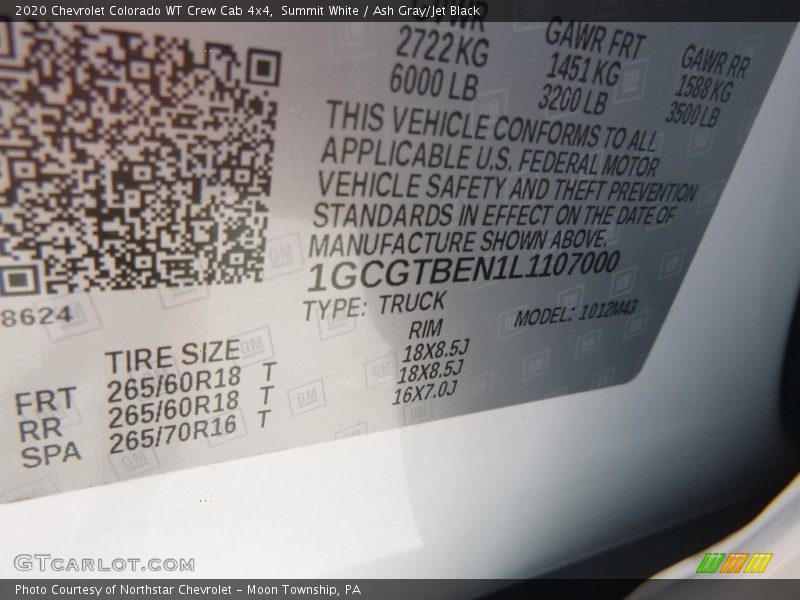 2020 Chevrolet Colorado WT Crew Cab 4x4, Summit White / Ash Gray/Jet Black
GVWR GAWR FRT GAWR RR
2722 KG 1451 KG 1588 KG
6000 LB 3200 LB 3500 LB
THIS VEHICLE CONFORMS TO ALL
APPLICABLE U.S. FEDERAL MOTOR
VEHICLE SAFETY AND THEFT PREVENTION
STANDARDS IN EFFECT ON THE DATE OF
MANUFACTURE SHOWN ABOVE.
1GCGTBEN1L1107000
8624
TYPE: TRUCK MODEL: 1012M43
TIRE SIZE RIM
FRT 265/60R18 T 18X8.5J
RR 265/60R18 T 18X8.5J
SPA 265/70R16 T 16X7.0J
GTCARLOT.COM
Photo Courtesy of Northstar Chevrolet - Moon Township, PA